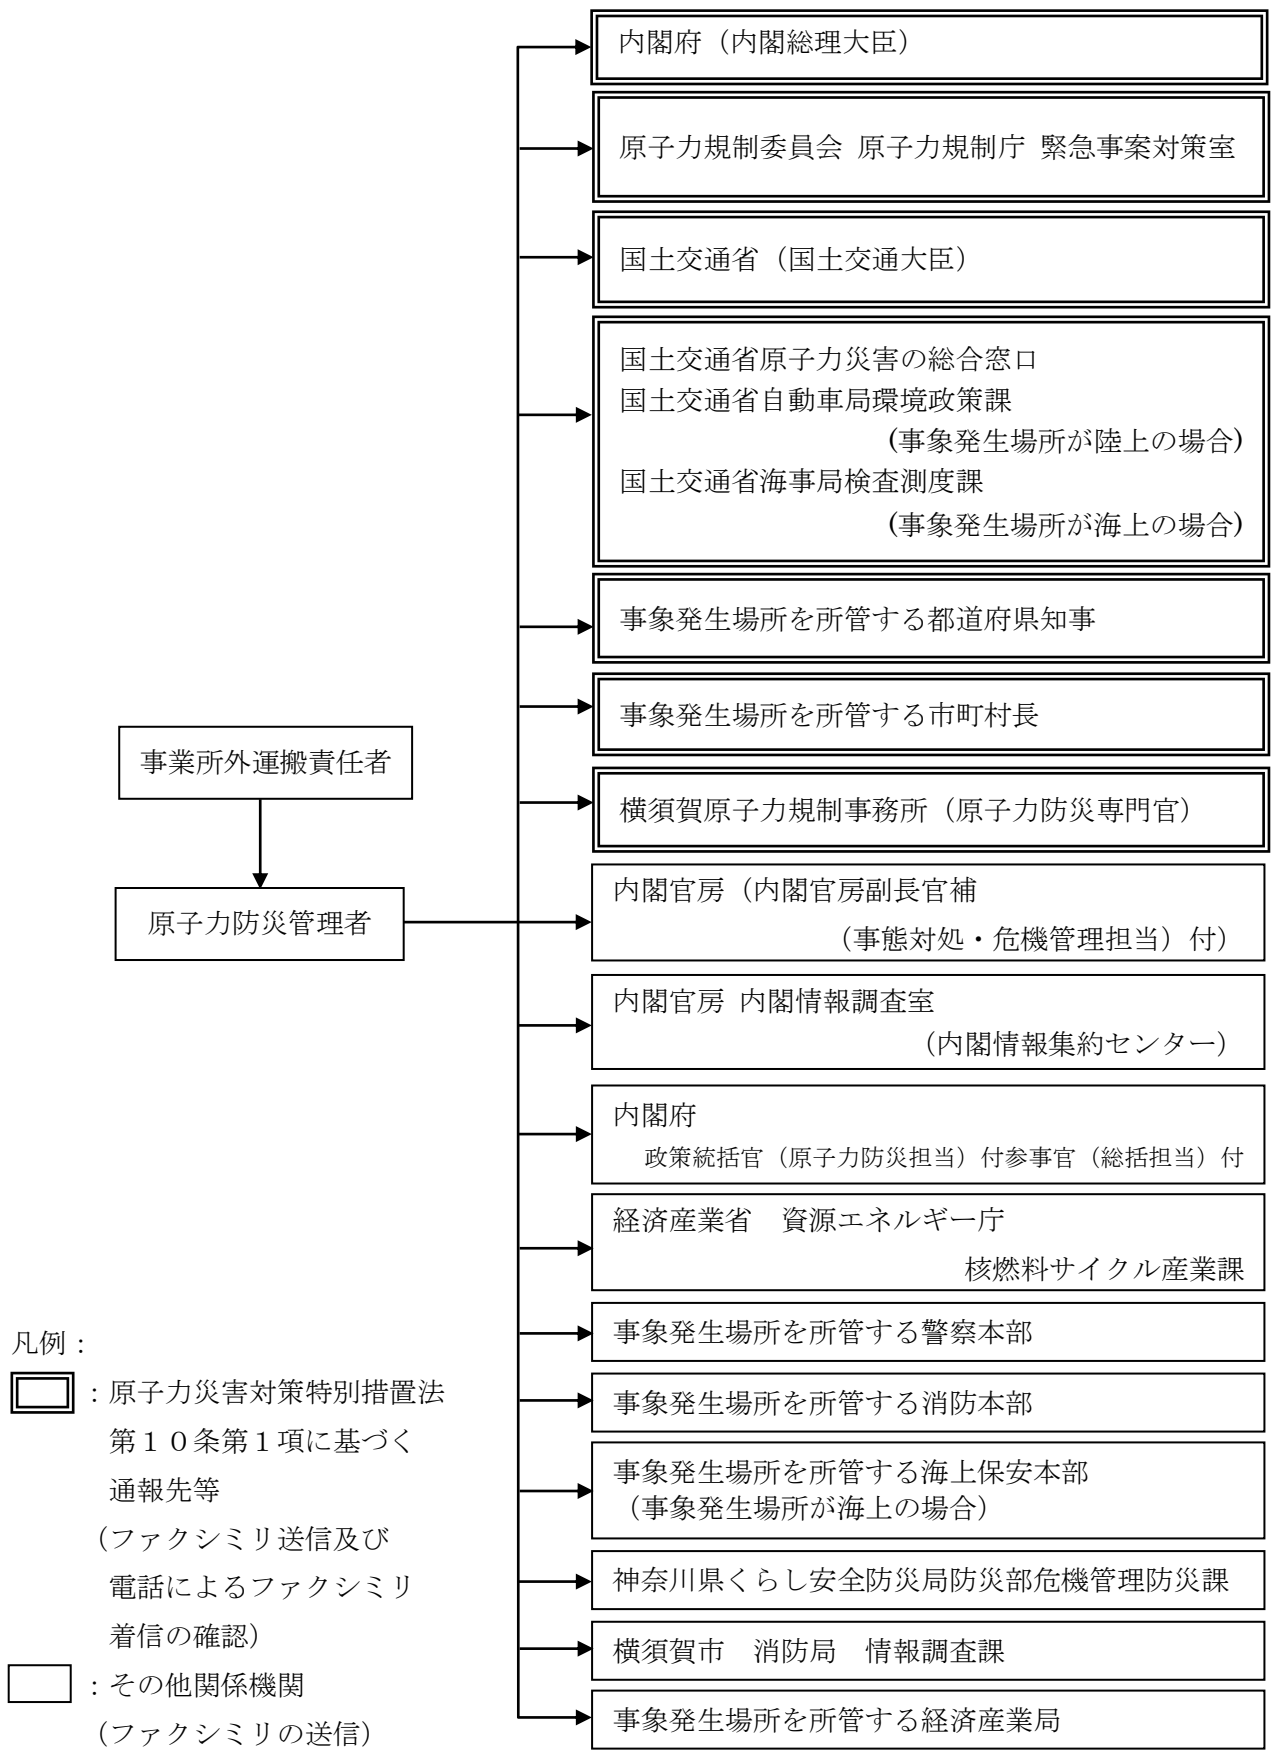 内閣府（内閣総理大臣）
原子力規制委員会 原子力規制庁 緊急事案対策室
国土交通省（国土交通大臣）
国土交通省原子力災害の総合窓口
国土交通省自動車局環境政策課
(事象発生場所が陸上の場合)
国土交通省海事局検査測度課
(事象発生場所が海上の場合)
事象発生場所を所管する都道府県知事
事象発生場所を所管する市町村長
横須賀原子力規制事務所（原子力防災専門官）
事業所外運搬責任者
原子力防災管理者
内閣官房（内閣官房副長官補
（事態対処・危機管理担当）付）
内閣官房 内閣情報調査室
（内閣情報集約センター）
内閣府
政策統括官（原子力防災担当）付参事官（総括担当）付
経済産業省　資源エネルギー庁
核燃料サイクル産業課
事象発生場所を所管する警察本部
事象発生場所を所管する消防本部
事象発生場所を所管する海上保安本部
（事象発生場所が海上の場合）
神奈川県くらし安全防災局防災部危機管理防災課
横須賀市　消防局　情報調査課
事象発生場所を所管する経済産業局
凡例：
：原子力災害対策特別措置法
第１０条第１項に基づく
通報先等
（ファクシミリ送信及び
電話によるファクシミリ
着信の確認）
：その他関係機関
（ファクシミリの送信）